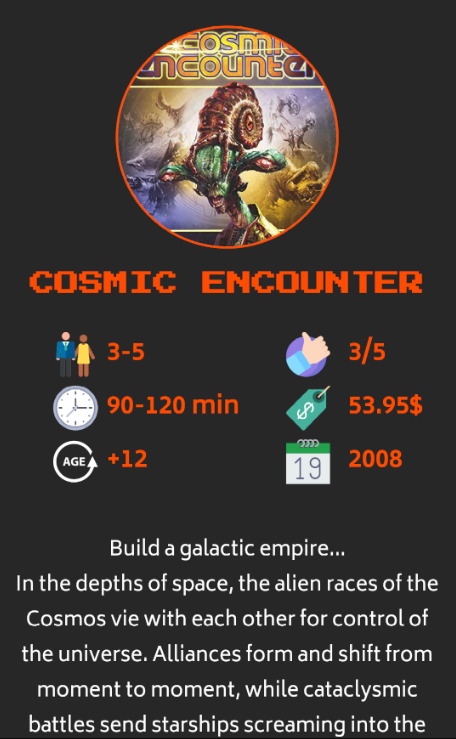 COSMIC
ENCOUNTER
COSMIC ENCOUNTER
3-5
3/5
90-120 min
53.95$
AGE
+12
19
2008
Build a galactic empire...
In the depths of space, the alien races of the
Cosmos vie with each other for control of
the universe. Alliances form and shift from
moment to moment, while cataclysmic
battles send starships screaming into the